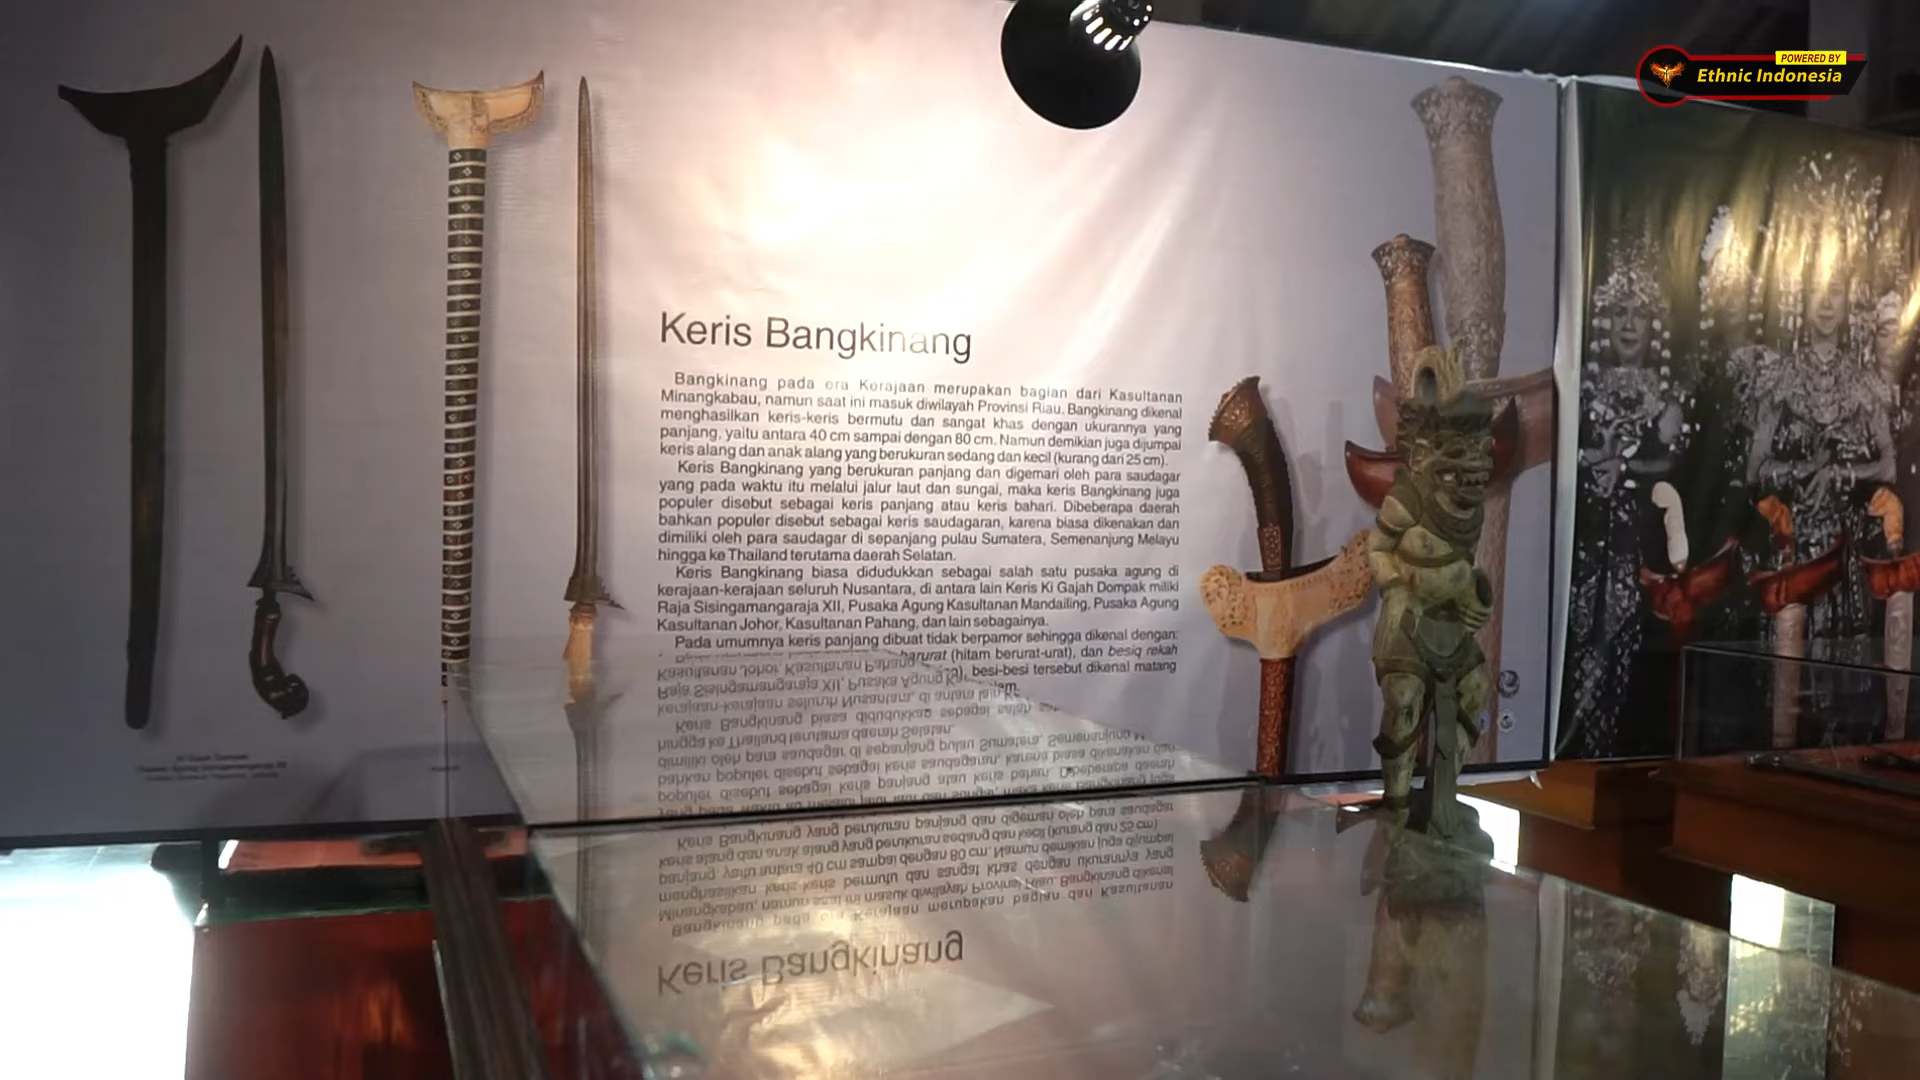 POWERED BY
Ethnic Indonesia
Keris Bangkinang
Bangkinang pada era Kerajaan merupakan bagian dari Kasultanan
Minangkabau, namun saat ini masuk diwilayah Provinsi Riau. Bangkinang dikenal
menghasilkan keris-keris bermutu dan sangat khas dengan ukurannya yang
panjang, yaitu antara 40 cm sampai dengan 80 cm. Namun demikian juga dijumpai
keris alang dan anak alang yang berukuran sedang dan kecil (kurang dari 25 cm).
Keris Bangkinang yang berukuran panjang dan digemari oleh para saudagar
yang pada waktu itu melalui jalur laut dan sungai, maka keris Bangkinang juga
populer disebut sebagai keris panjang atau keris bahari. Dibeberapa daerah
bahkan populer disebut sebagai keris saudagaran, karena biasa dikenakan dan
dimiliki oleh para saudagar di sepanjang pulau Sumatera, Semenanjung Melayu
hingga ke Thailand terutama daerah Selatan.
Keris Bangkinang biasa didudukkan sebagai salah satu pusaka agung di
kerajaan-kerajaan seluruh Nusantara, di antara lain Keris Ki Gajah Dompak miliki
Raja Sisingamangaraja XII, Pusaka Agung Kasultanan Mandailing, Pusaka Agung
Kasultanan Johor, Kasultanan Pahang, dan lain sebagainya.
Pada umumnya keris panjang dibuat tidak berpamor sehingga dikenal dengan:
barurat (hitam berurat-urat), dan besiq rekah
besi-besi tersebut dikenal matang